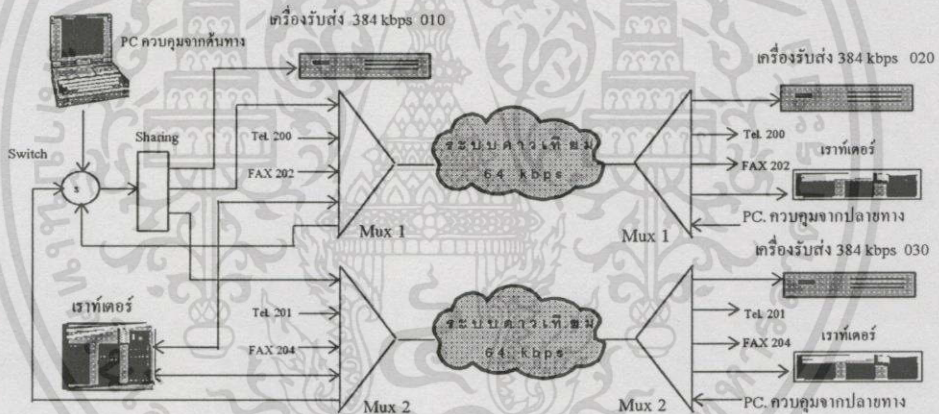 เครื่องรับส่ง 384 kbps 010
PC ควบคุมจากต้นทาง
เครื่องรับส่ง 384 kbps 020
Switch
Sharing
Tel. 200
FAX 202
s
ระบบดาวเทียม
64 kbps
Tel. 200
FAX 202
เราท์เตอร์
Mux 1
Mux 1
PC. ควบคุมจากปลายทาง
เครื่องรับส่ง 384 kbps 030
เราท์เตอร์
Tel. 201
FAX 204
ระบบดาวเทียม
64 kbps
Tel. 201
FAX 204
เราท์เตอร์
Mux 2
Mux 2
PC. ควบคุมจากปลายทาง